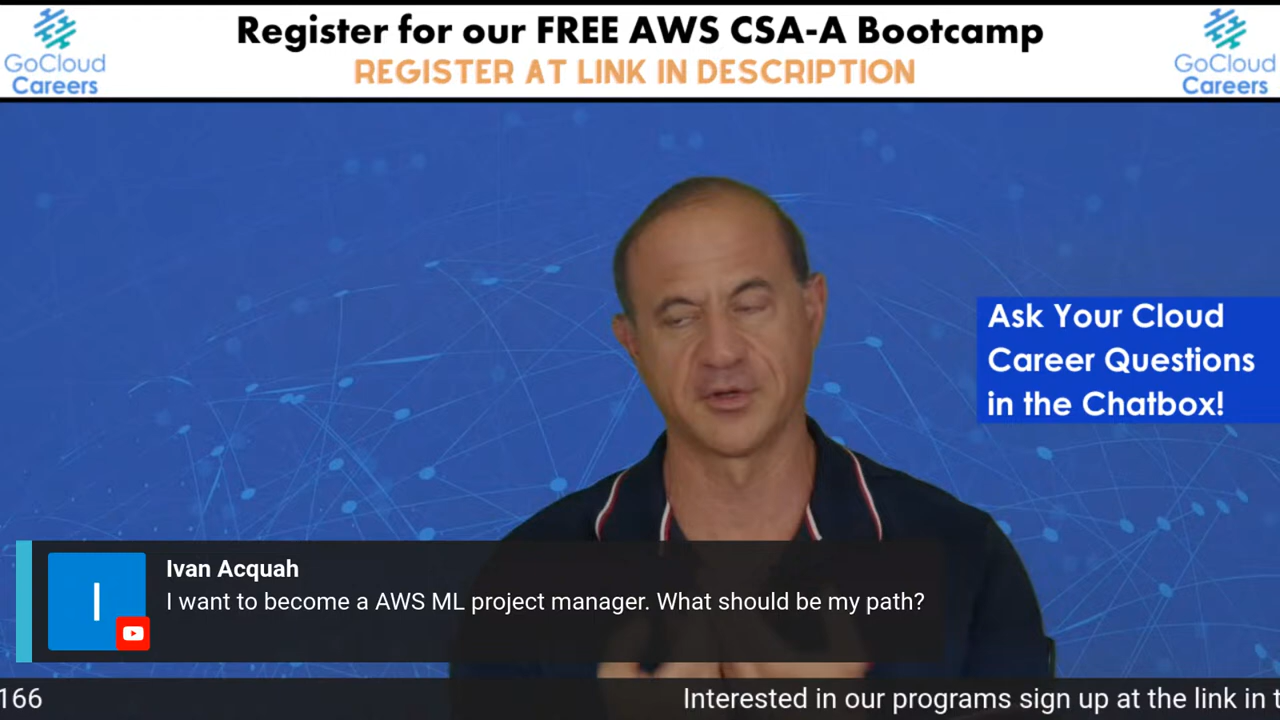 Register for our FREE AWS CSA-A Bootcamp
REGISTER AT LINK IN DESCRIPTION
GoCloud
Careers
GoCloud
Careers
Ask Your Cloud
Career Questions
in the Chatbox!
I
Ivan Acquah
I want to become a AWS ML project manager. What should be my path?
166
Interested in our programs sign up at the link in t